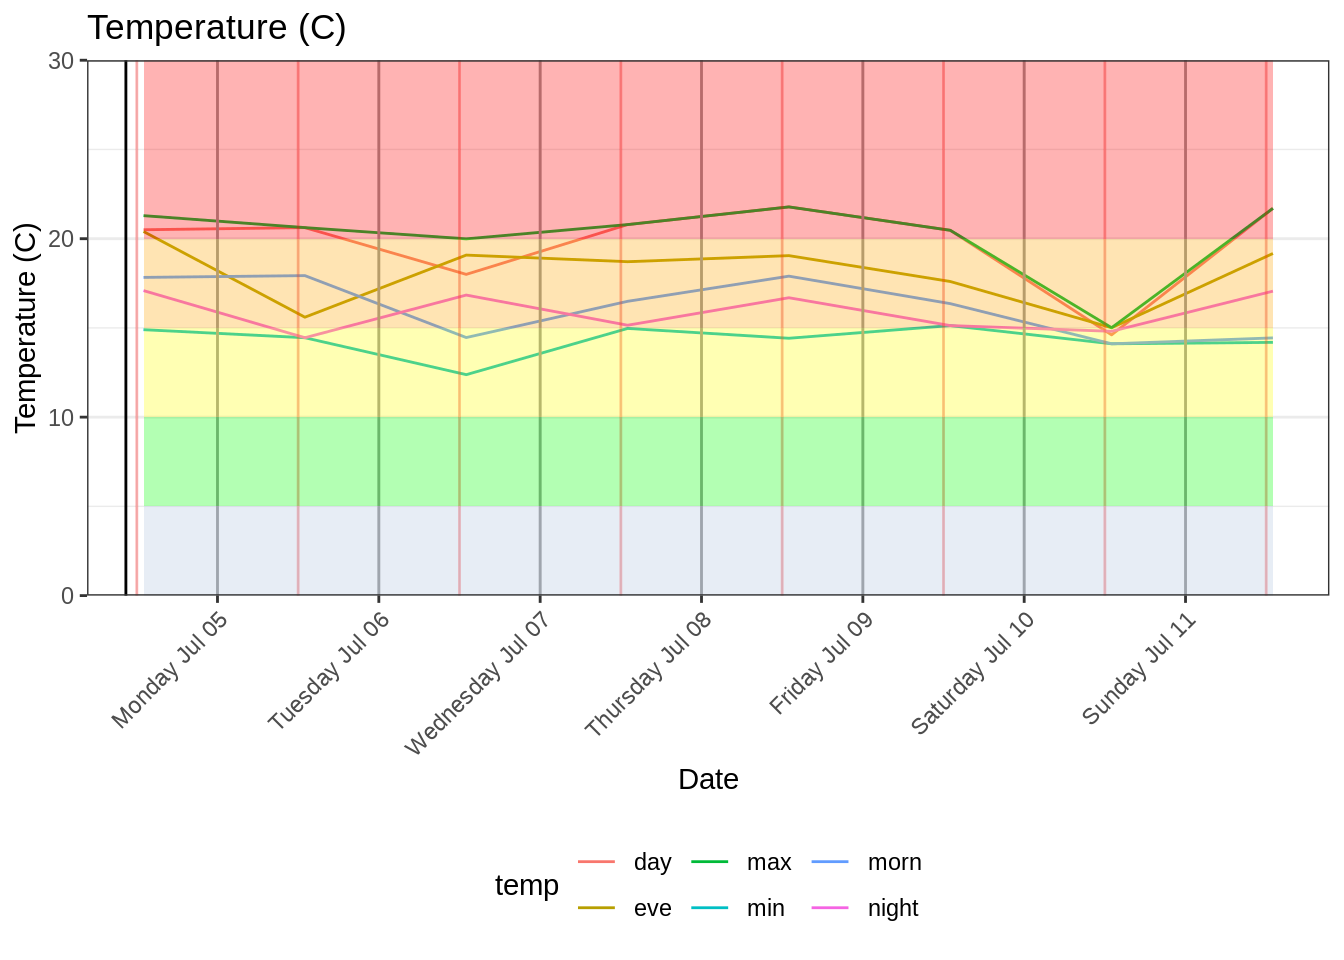 Temperature (C)
30
20
10
0
Temperature (C)
Monday Jul 05
Tuesday Jul 06
Wednesday Jul 07
Thursday Jul 08
Friday Jul 09
Saturday Jul 10
Sunday Jul 11
Date
temp
day max morn
eve min night